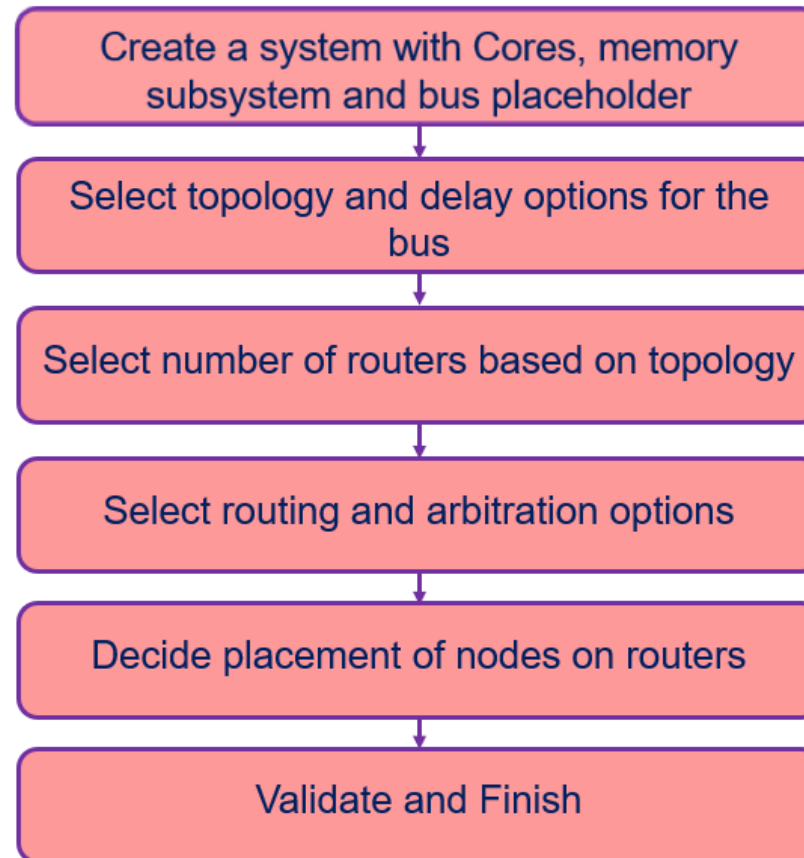 Create a system with Cores, memory
subsystem and bus placeholder
Select topology and delay options for the
bus
Select number of routers based on topology
Select routing and arbitration options
Decide placement of nodes on routers
Validate and Finish